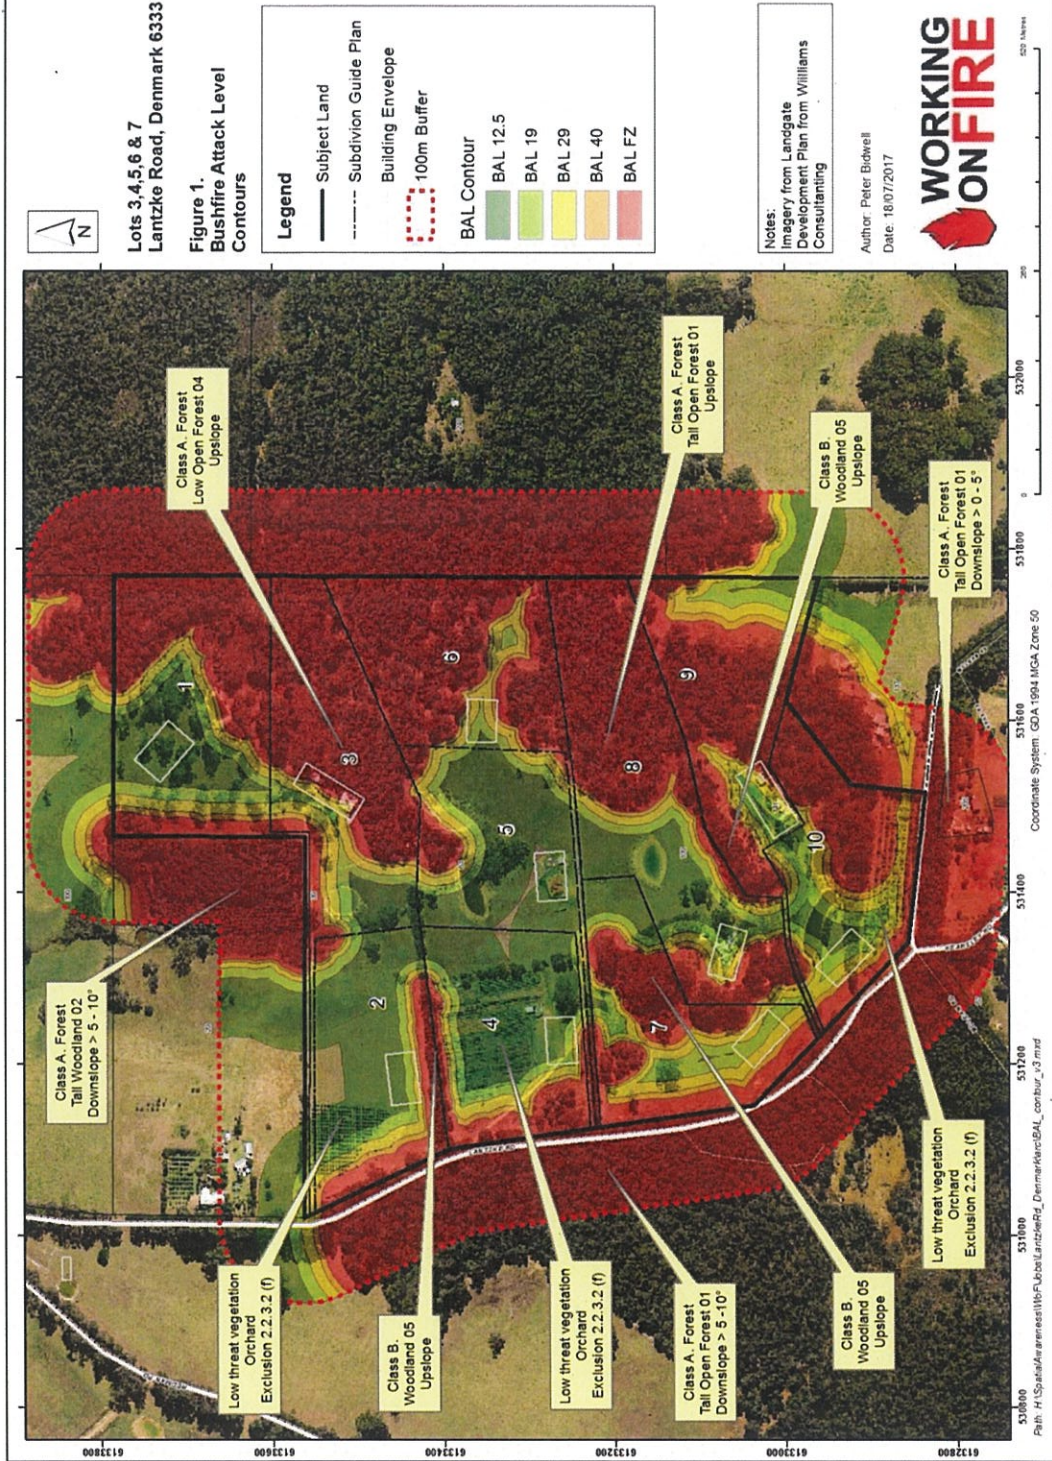 N
Lots 3,4,5,6 & 7
Lantzke Road, Denmark 6333
Figure 1.
Bushfire Attack Level
Contours
Legend
Subject Land
Subdivion Guide Plan
Building Envelope
100m Buffer
BAL Contour
BAL 12.5
BAL 19
BAL 29
BAL 40
BAL FZ
Notes:
Imagery from Landgate
Development Plan from Willliams
Consultanting
Author: Peter Bidwell
Date: 18/07/2017
WORKING
ON FIRE
Class A. Forest
Low Open Forest 04
Upslope
Class A. Forest
Tall Open Forest 01
Upslope
Class B.
Woodland 05
Upslope
Class A. Forest
Tall Open Forest 01
Downslope > 0 - 5°
Class A. Forest
Tall Woodland 02
Downslope > 5 - 10°
1
3
6
8
9
5
10
2
4
7
LANTZKE RD
Low threat vegetation
Orchard
Exclusion 2.2.3.2 (f)
Class B.
Woodland 05
Upslope
Low threat vegetation
Orchard
Exclusion 2.2.3.2 (f)
Class A. Forest
Tall Open Forest 01
Downslope > 5 -10°
Class B.
Woodland 05
Upslope
Low threat vegetation
Orchard
Exclusion 2.2.3.2 (f)
6133800
6133600
6133400
6133200
6133000
6132800
530800
531000
531200
531400
531600
531800
532000
0
260
520 Metres
Coordinate System: GDA 1994 MGA Zone 50